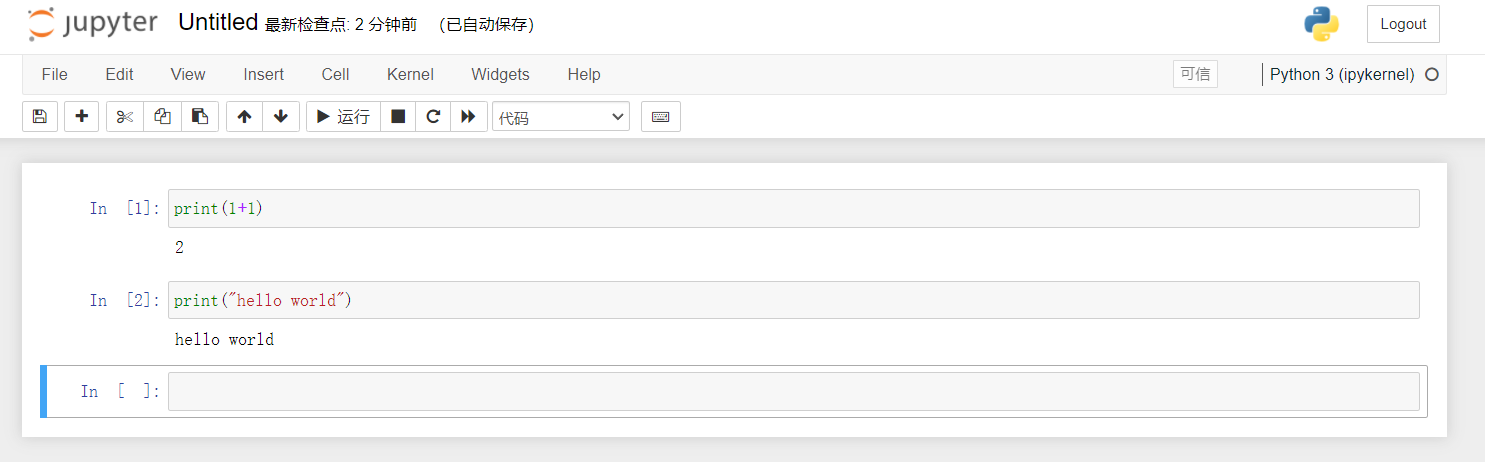 jupyter Untitled 最新检查点: 2 分钟前 (已自动保存) Logout
File Edit View Insert Cell Kernel Widgets Help 可信 Python 3 (ipykernel)
运行 代码
In [1]: print(1+1)
2
In [2]: print("hello world")
hello world
In [ ]: